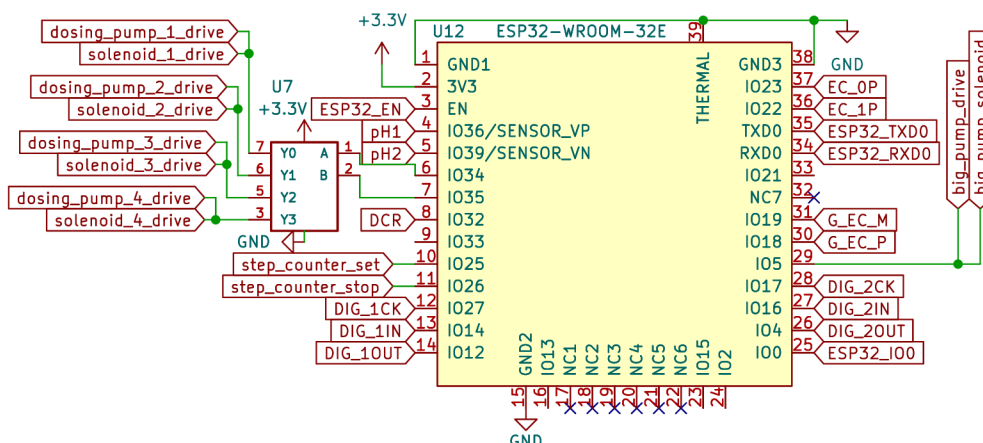 +3.3V
U12
ESP32-WROOM-32E
39
THERMAL
GND
dosing_pump_1_drive
solenoid_1_drive
dosing_pump_2_drive
solenoid_2_drive
dosing_pump_3_drive
solenoid_3_drive
dosing_pump_4_drive
solenoid_4_drive
U7
+3.3V
7 Y0 A 1
6 Y1 B 2
5 Y2
3 Y3
GND
1 GND1
2 3V3
ESP32_EN 3 EN
pH1 4 IO36/SENSOR_VP
pH2 5 IO39/SENSOR_VN
6 IO34
7 IO35
DCR 8 IO32
9 IO33
step_counter_set 10 IO25
step_counter_stop 11 IO26
DIG_1CK 12 IO27
DIG_1IN 13 IO14
DIG_1OUT 14 IO12
GND3 38
IO23 37 EC_0P
IO22 36 EC_1P
TXD0 35 ESP32_TXD0
RXD0 34 ESP32_RXD0
IO21 33
NC7 32
IO19 31 G_EC_M
IO18 30 G_EC_P
IO5 29
IO17 28 DIG_2CK
IO16 27 DIG_2IN
IO4 26 DIG_2OUT
IO0 25 ESP32_IO0
big_pump_drive
big_pump_solenoid
GND2 15
IO13 16
NC1 17
NC2 18
NC3 19
NC4 20
NC5 21
NC6 22
IO15 23
IO2 24
GND